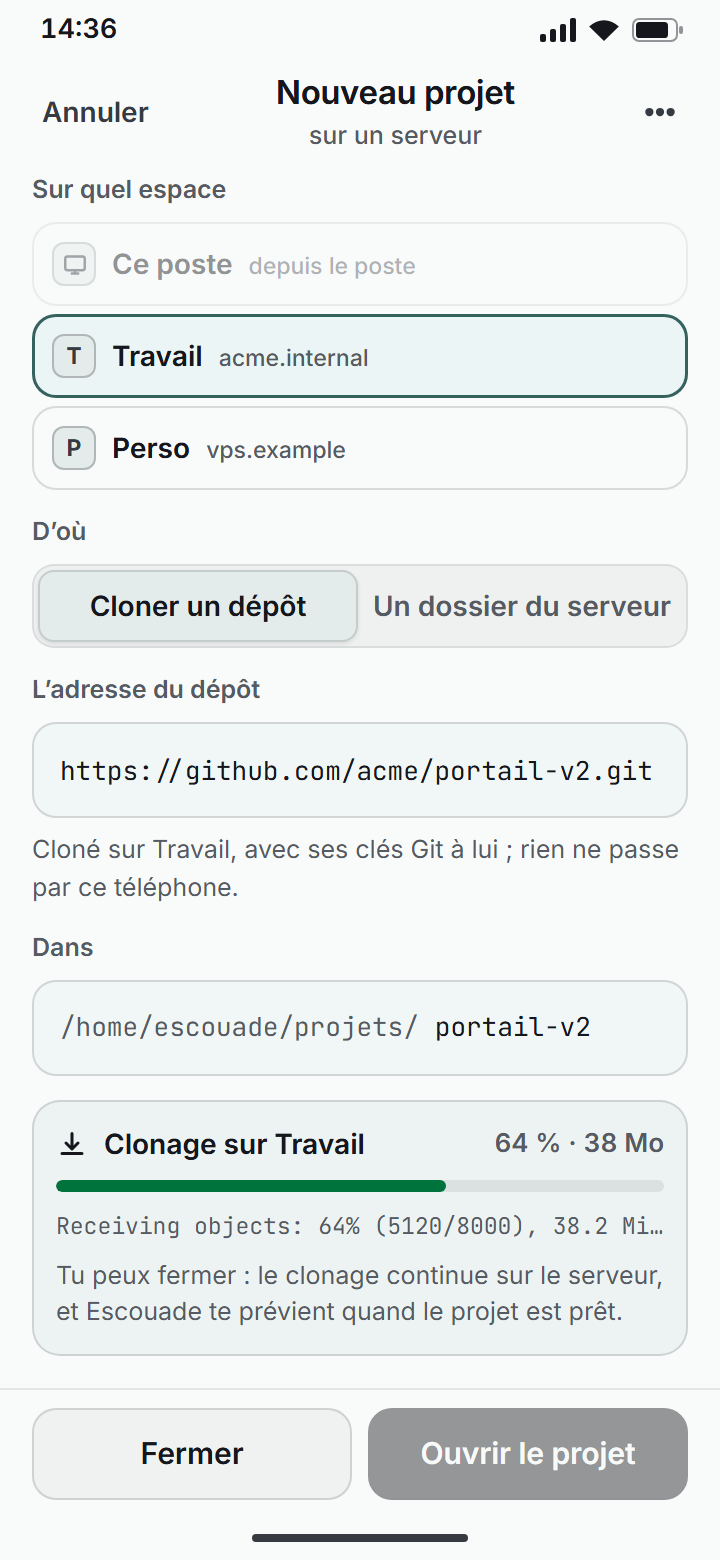 14:36
Annuler
Nouveau projet
sur un serveur
Sur quel espace
Ce poste depuis le poste
T Travail acme.internal
P Perso vps.example
D’où
Cloner un dépôt
Un dossier du serveur
L’adresse du dépôt
https://github.com/acme/portail-v2.git
Cloné sur Travail, avec ses clés Git à lui ; rien ne passe
par ce téléphone.
Dans
/home/escouade/projets/ portail-v2
Clonage sur Travail 64 % · 38 Mo
Receiving objects: 64% (5120/8000), 38.2 Mi…
Tu peux fermer : le clonage continue sur le serveur,
et Escouade te prévient quand le projet est prêt.
Fermer
Ouvrir le projet